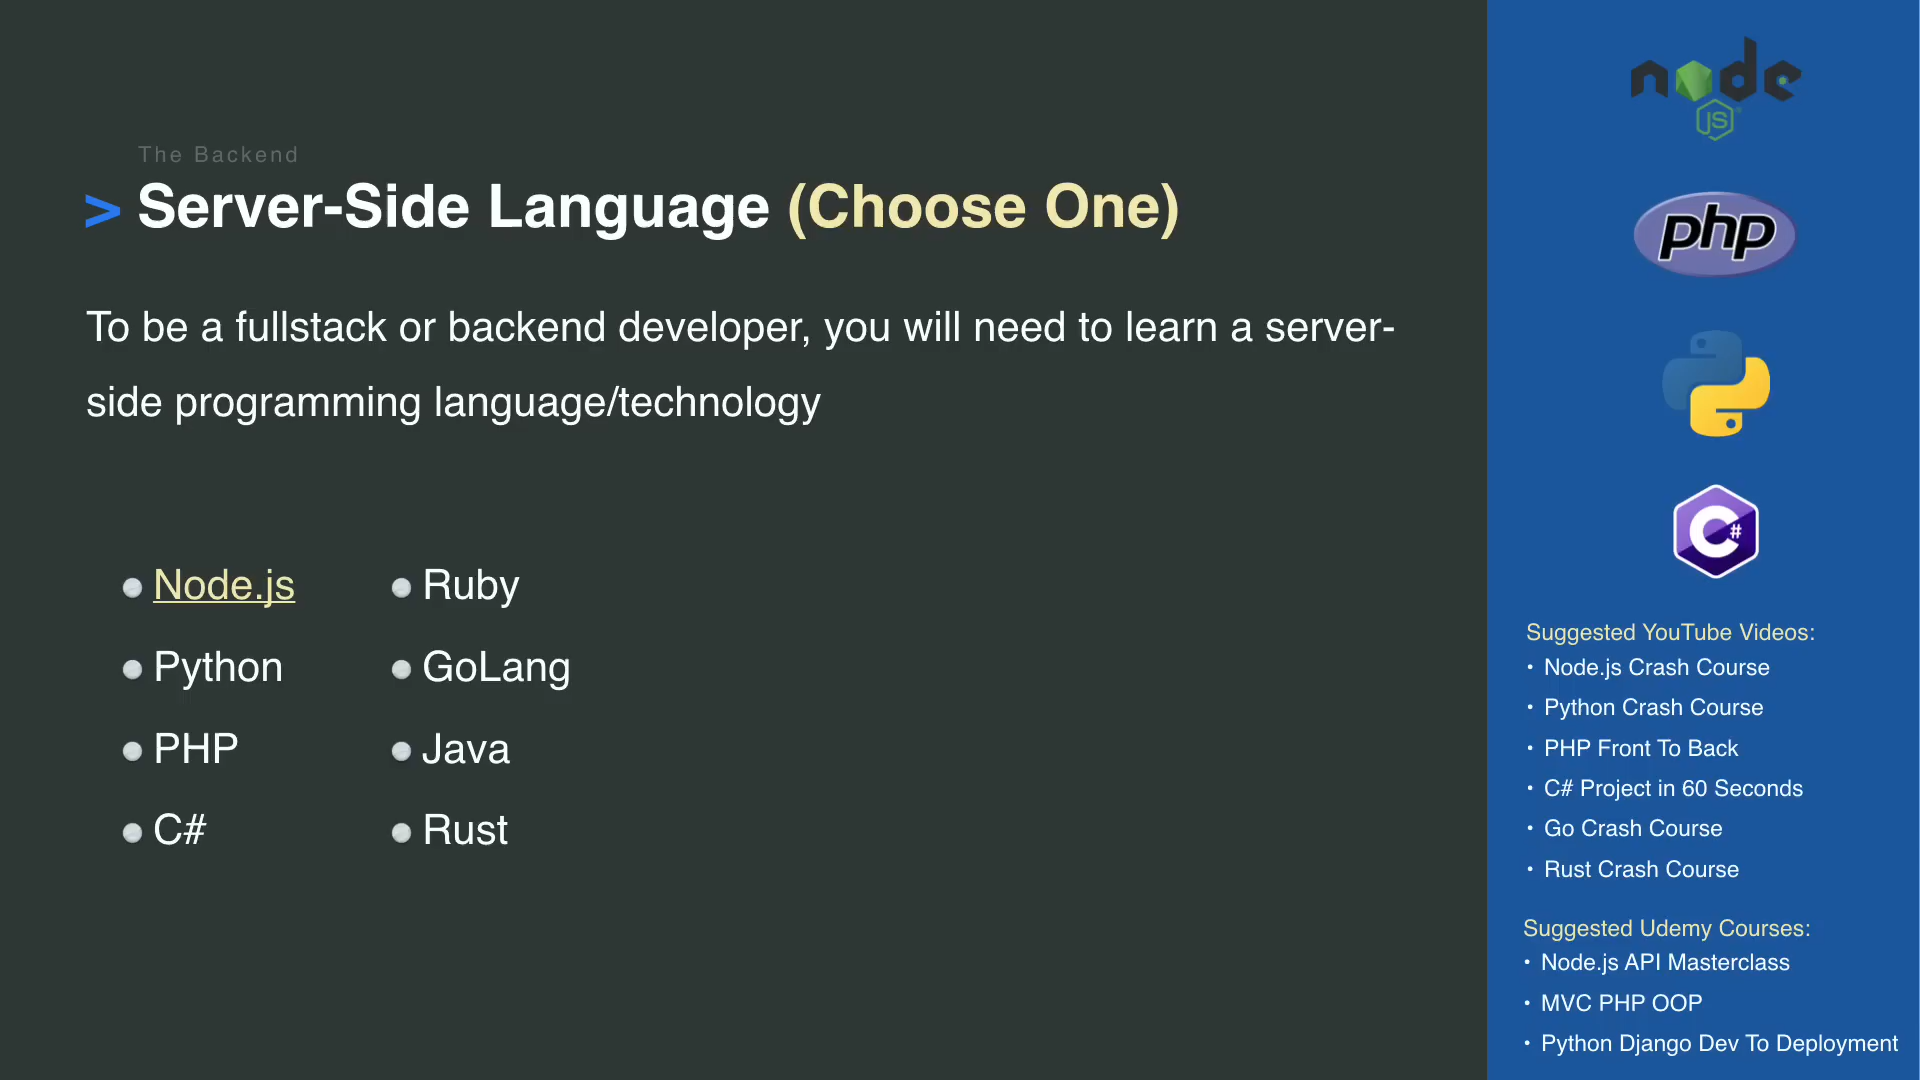 The Backend
> Server-Side Language (Choose One)
To be a fullstack or backend developer, you will need to learn a server-
side programming language/technology
Node.js
Python
PHP
C#
Ruby
GoLang
Java
Rust
node
JS
php
C#
Suggested YouTube Videos:
Node.js Crash Course
Python Crash Course
PHP Front To Back
C# Project in 60 Seconds
Go Crash Course
Rust Crash Course
Suggested Udemy Courses:
Node.js API Masterclass
MVC PHP OOP
Python Django Dev To Deployment